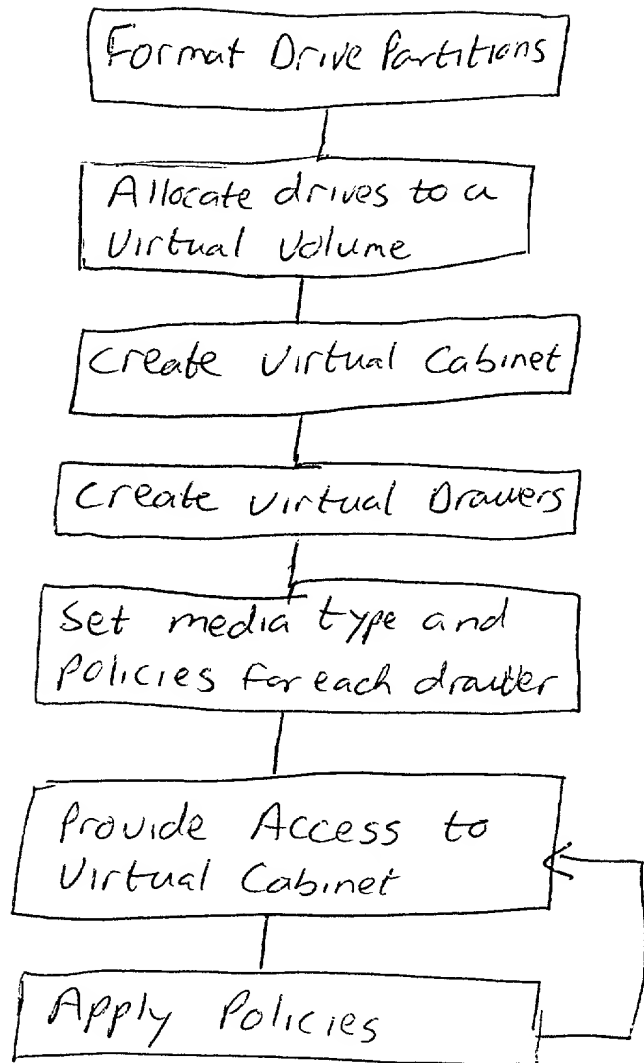 Format Drive Partitions
Allocate drives to a
Virtual Volume
Create Virtual Cabinet
Create Virtual Drawers
Set media type and
Policies for each drawer
Provide Access to
Virtual Cabinet
Apply Policies